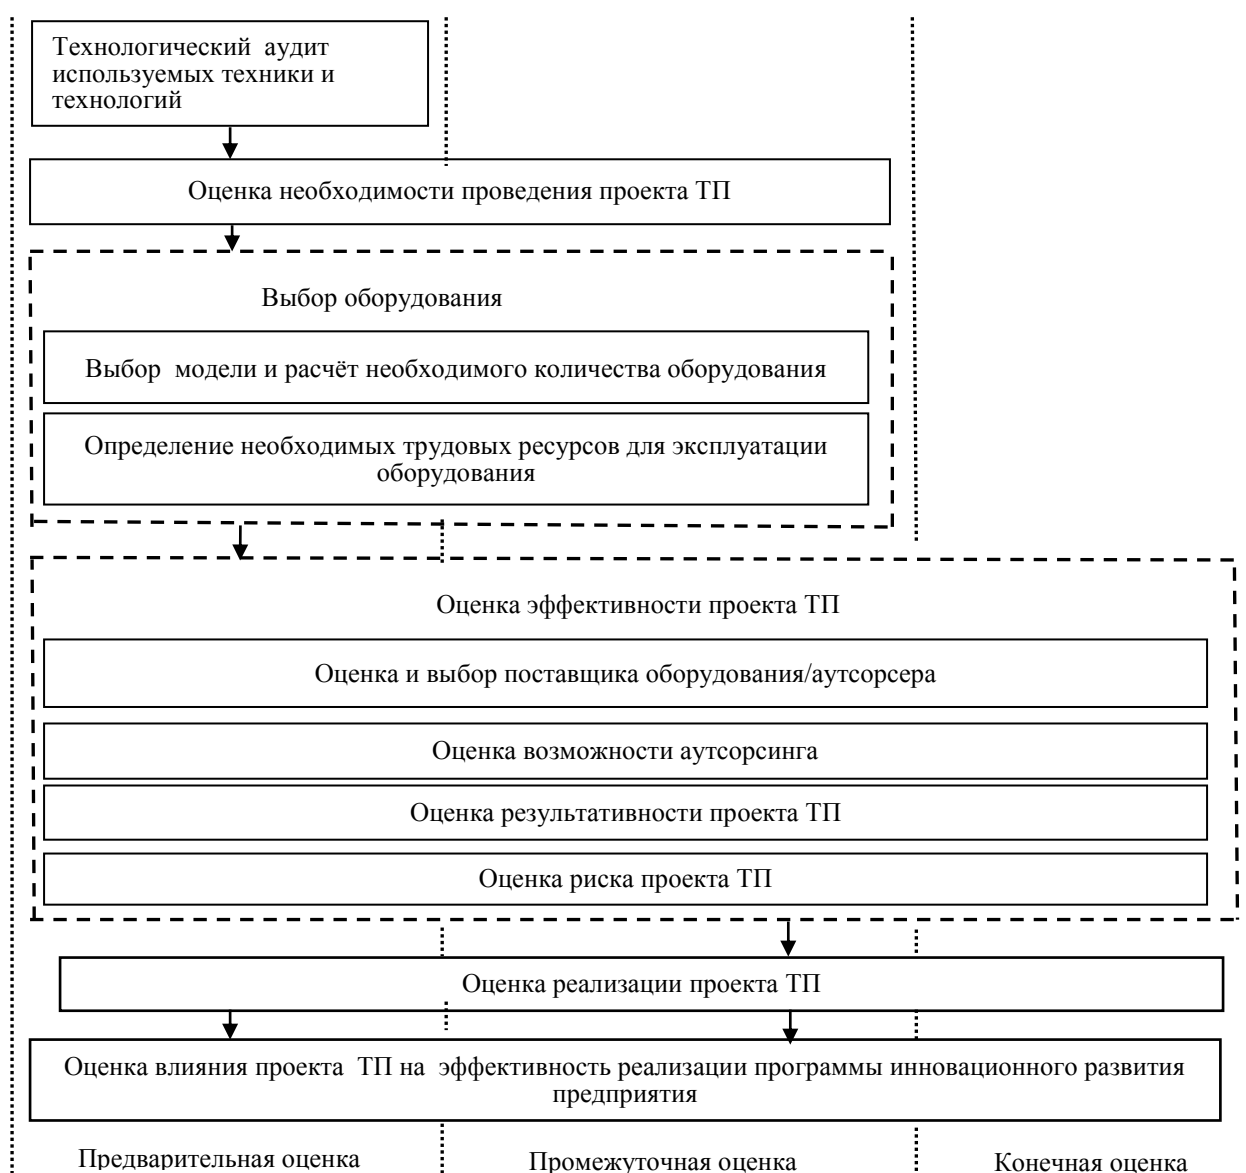 Технологический аудит
используемых техники и
технологий
Оценка необходимости проведения проекта ТП
Выбор оборудования
Выбор модели и расчёт необходимого количества оборудования
Определение необходимых трудовых ресурсов для эксплуатации
оборудования
Оценка эффективности проекта ТП
Оценка и выбор поставщика оборудования/аутсорсера
Оценка возможности аутсорсинга
Оценка результативности проекта ТП
Оценка риска проекта ТП
Оценка реализации проекта ТП
Оценка влияния проекта ТП на эффективность реализации программы инновационного развития
предприятия
Предварительная оценка
Промежуточная оценка
Конечная оценка